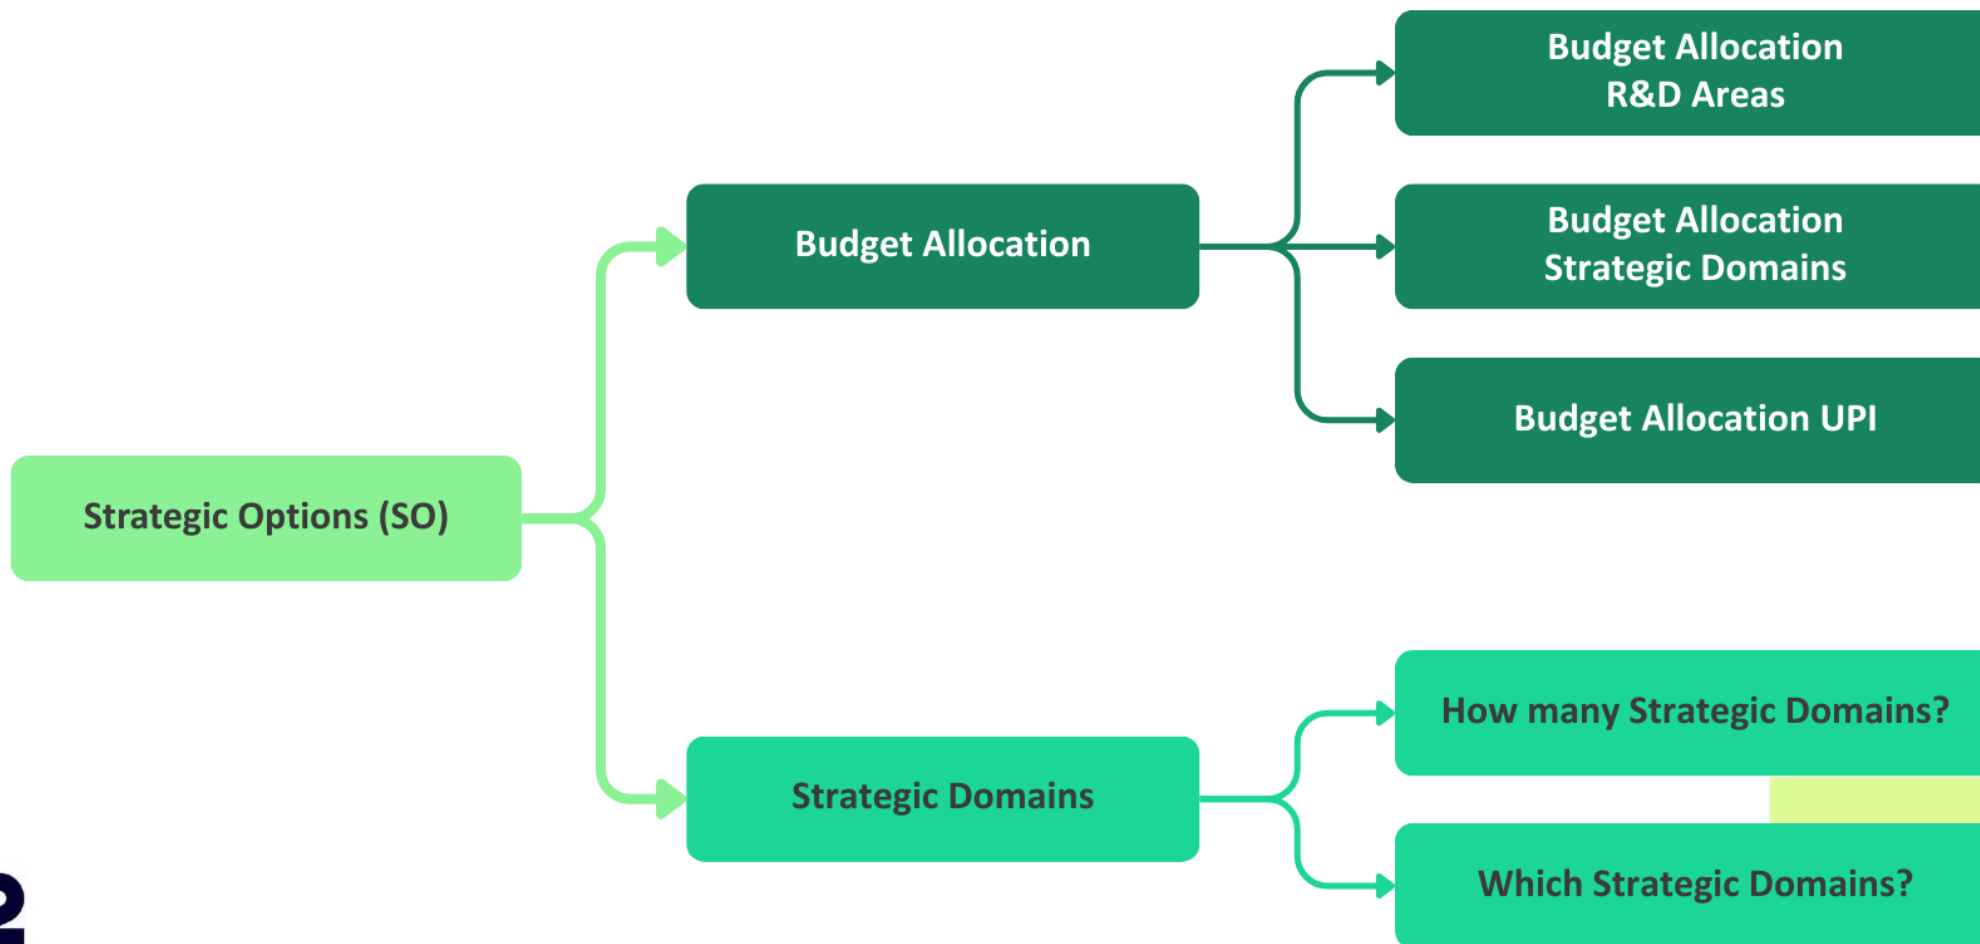 Budget Allocation
R&D Areas
Budget Allocation
Budget Allocation
Strategic Domains
Budget Allocation UPI
Strategic Options (SO)
How many Strategic Domains?
Strategic Domains
Which Strategic Domains?